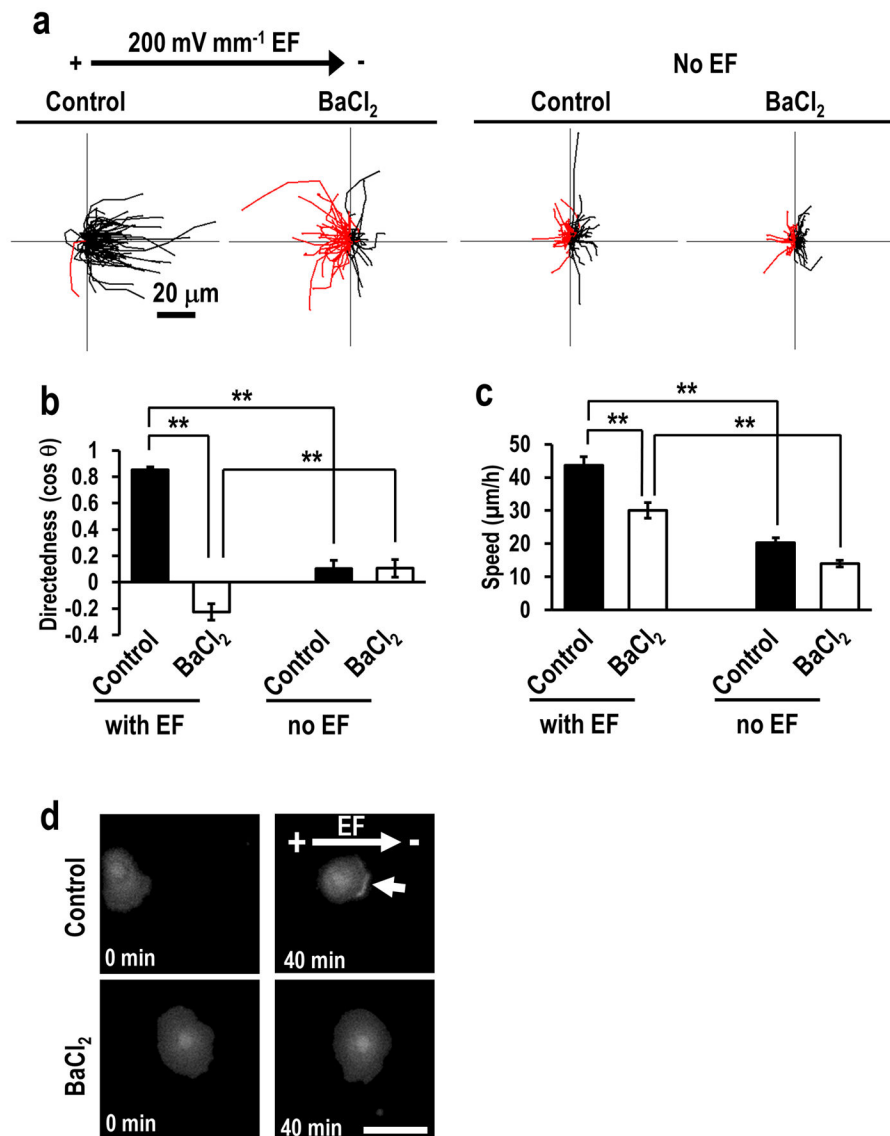 a
200 mV mm⁻¹ EF
+ -
No EF
Control BaCl₂ Control BaCl₂
20 μm
b
**
**
**
Directedness (cos θ)
1
0.8
0.6
0.4
0.2
0
-0.2
-0.4
Control BaCl₂ Control BaCl₂
with EF no EF
c
**
**
**
Speed (μm/h)
50
40
30
20
10
0
Control BaCl₂ Control BaCl₂
with EF no EF
d
Control
0 min
EF
+ -
40 min
BaCl₂
0 min
40 min